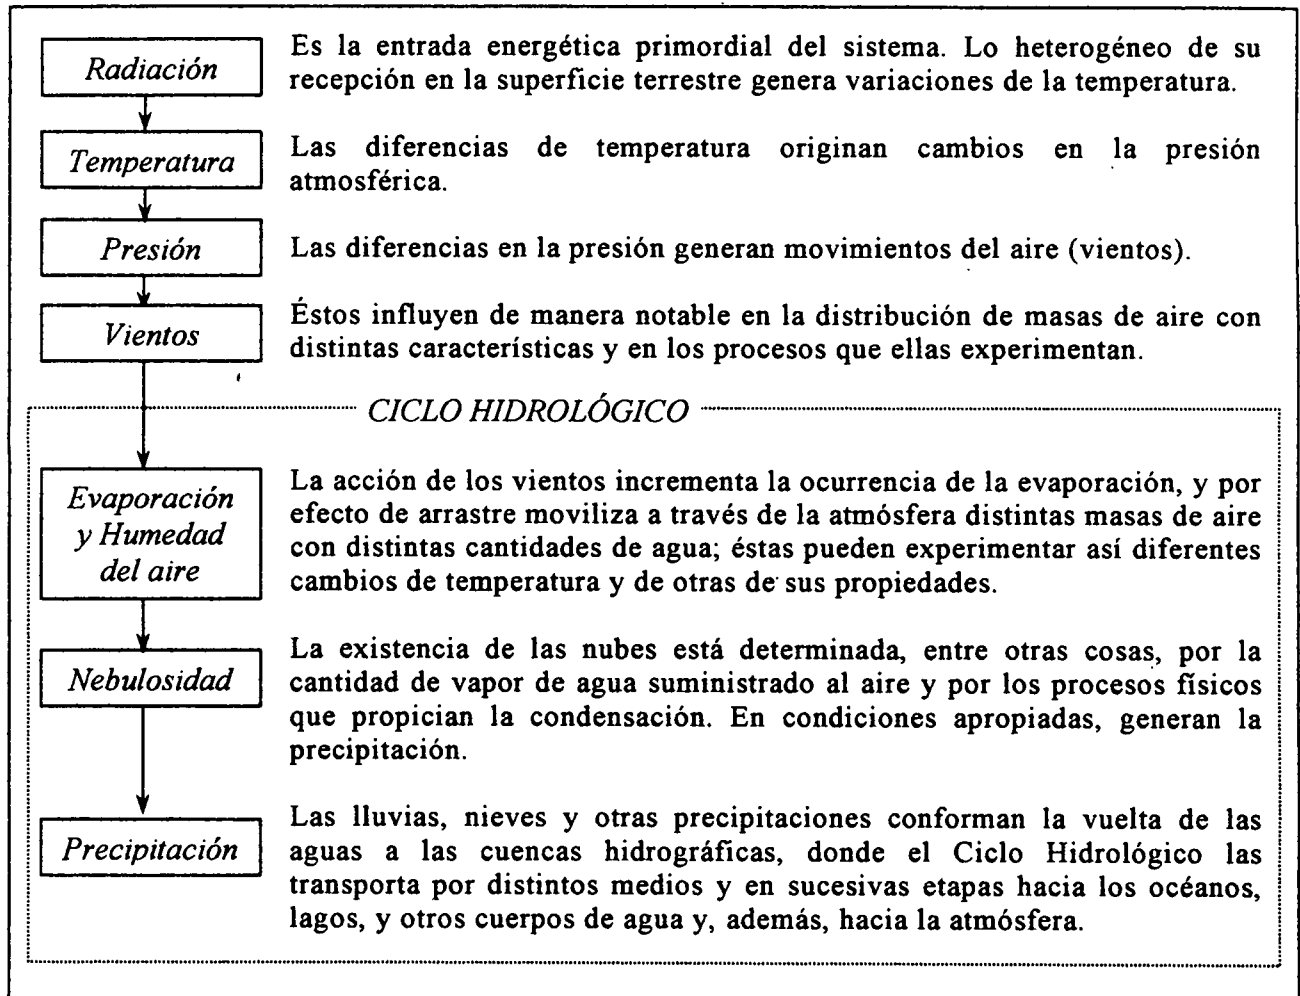 Radiación
Es la entrada energética primordial del sistema. Lo heterogéneo de su
recepción en la superficie terrestre genera variaciones de la temperatura.
Temperatura
Las diferencias de temperatura originan cambios en la presión
atmosférica.
Presión
Las diferencias en la presión generan movimientos del aire (vientos).
Vientos
Éstos influyen de manera notable en la distribución de masas de aire con
distintas características y en los procesos que ellas experimentan.
CICLO HIDROLÓGICO
Evaporación
y Humedad
del aire
La acción de los vientos incrementa la ocurrencia de la evaporación, y por
efecto de arrastre moviliza a través de la atmósfera distintas masas de aire
con distintas cantidades de agua; éstas pueden experimentar así diferentes
cambios de temperatura y de otras de sus propiedades.
Nebulosidad
La existencia de las nubes está determinada, entre otras cosas, por la
cantidad de vapor de agua suministrado al aire y por los procesos físicos
que propician la condensación. En condiciones apropiadas, generan la
precipitación.
Precipitación
Las lluvias, nieves y otras precipitaciones conforman la vuelta de las
aguas a las cuencas hidrográficas, donde el Ciclo Hidrológico las
transporta por distintos medios y en sucesivas etapas hacia los océanos,
lagos, y otros cuerpos de agua y, además, hacia la atmósfera.